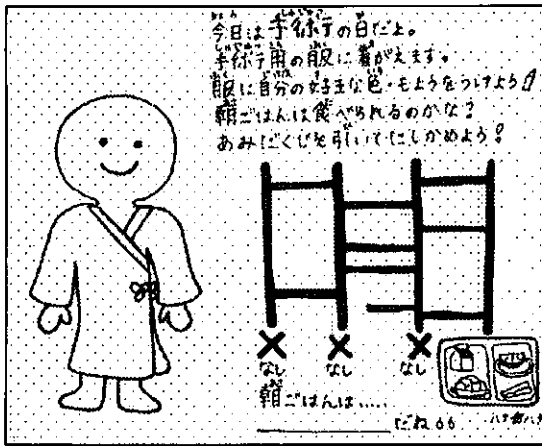 今日は手術の日だよ。
手術用の服に着がえます。
服に自分の好きな色・もようをつけよう
朝ごはんは食べられるのかな?
あみだくじを引いてたしかめよう!
なし
なし
なし
朝ごはんは.....
だね